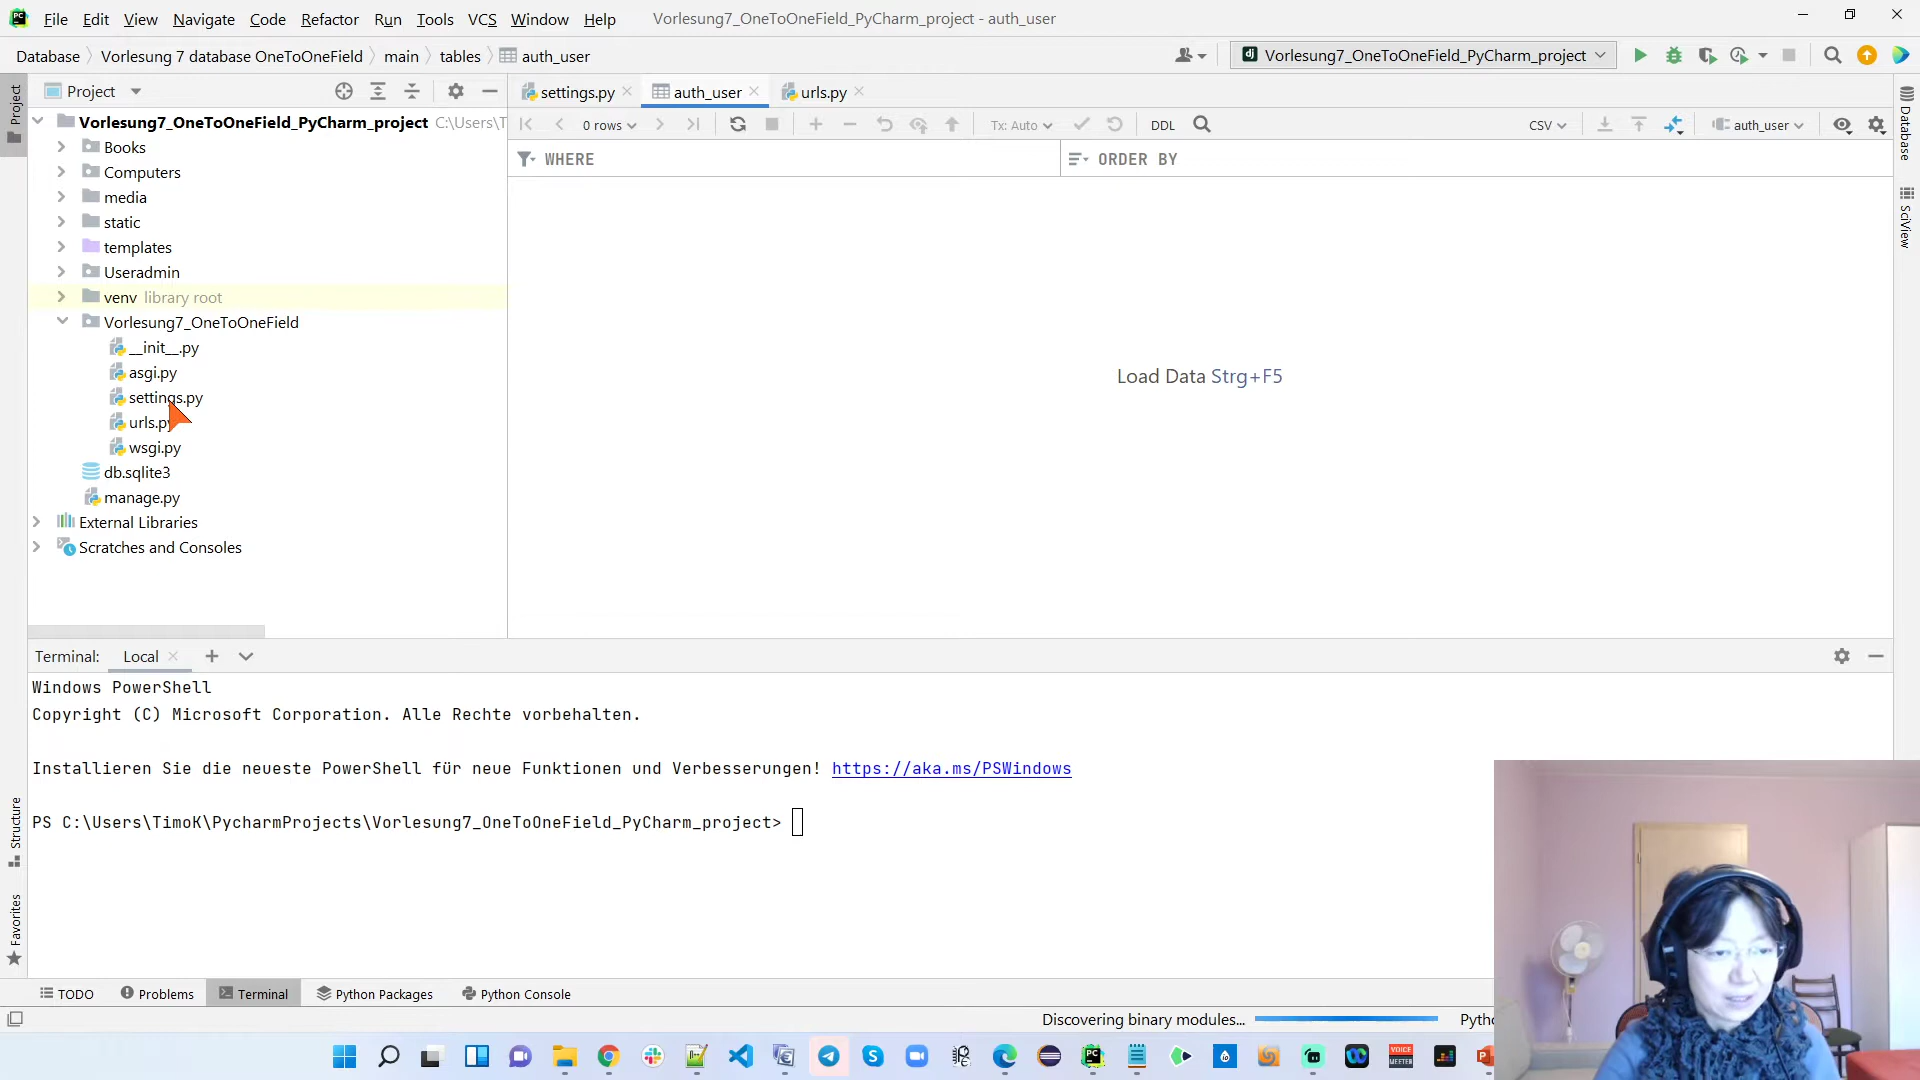 File Edit View Navigate Code Refactor Run Tools VCS Window Help Vorlesung7_OneToOneField_PyCharm_project - auth_user
Database Vorlesung 7 database OneToOneField main tables auth_user Vorlesung7_OneToOneField_PyCharm_project
Project settings.py auth_user urls.py
Project
Vorlesung7_OneToOneField_PyCharm_project C:\Users\T
0 rows Tx: Auto DDL CSV auth_user
WHERE ORDER BY
Books
Computers
media
static
templates
Useradmin
venv library root
Vorlesung7_OneToOneField
__init__.py
asgi.py
settings.py
urls.py
wsgi.py
db.sqlite3
manage.py
External Libraries
Scratches and Consoles
Load Data Strg+F5
Database
SciView
Terminal: Local
Windows PowerShell
Copyright (C) Microsoft Corporation. Alle Rechte vorbehalten.
Installieren Sie die neueste PowerShell für neue Funktionen und Verbesserungen! https://aka.ms/PSWindows
PS C:\Users\TimoK\PycharmProjects\Vorlesung7_OneToOneField_PyCharm_project>
Structure
Favorites
TODO Problems Terminal Python Packages Python Console
Discovering binary modules... Pytho